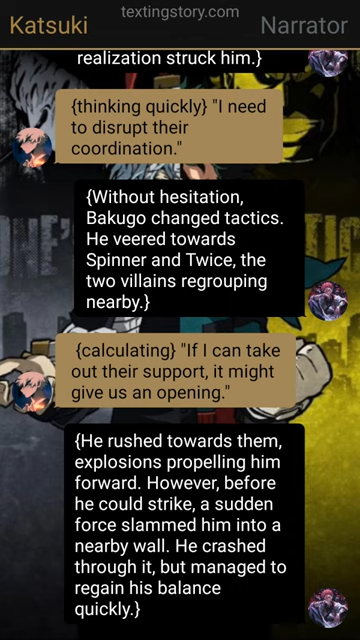 textingstory.com
Katsuki
Narrator
realization struck him.}
{thinking quickly} "I need
to disrupt their
coordination."
{Without hesitation,
Bakugo changed tactics.
He veered towards
Spinner and Twice, the
two villains regrouping
nearby.}
{calculating} "If I can take
out their support, it might
give us an opening."
{He rushed towards them,
explosions propelling him
forward. However, before
he could strike, a sudden
force slammed him into a
nearby wall. He crashed
through it, but managed to
regain his balance
quickly.}